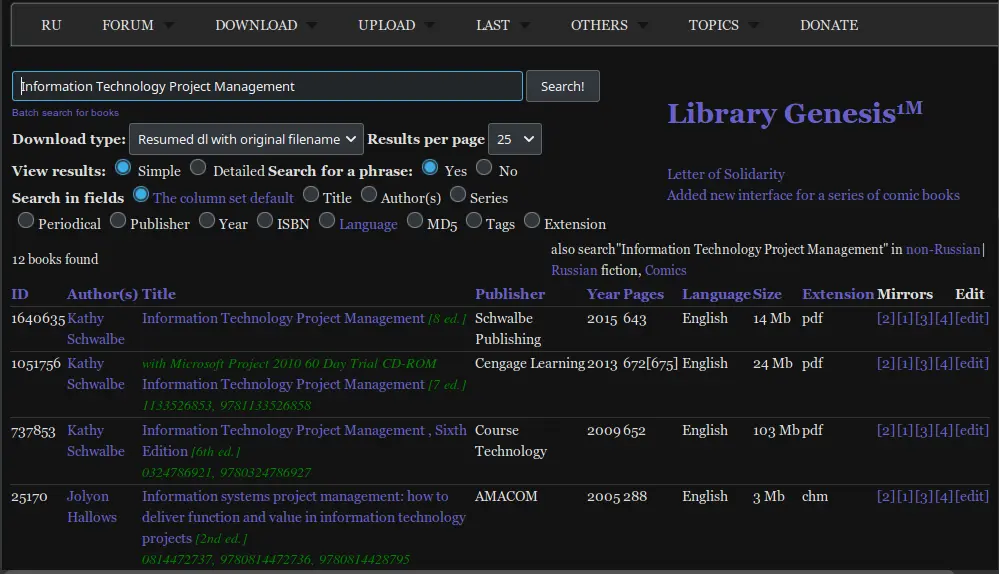 RU FORUM DOWNLOAD UPLOAD LAST OTHERS TOPICS DONATE
Information Technology Project Management Search!
Batch search for books
Library Genesis1M
Download type: Resumed dl with original filename Results per page 25
View results: Simple Detailed Search for a phrase: Yes No
Letter of Solidarity
Search in fields The column set default Title Author(s) Series
Added new interface for a series of comic books
Periodical Publisher Year ISBN Language MD5 Tags Extension
12 books found
also search"Information Technology Project Management" in non-Russian|
Russian fiction, Comics
ID Author(s) Title Publisher Year Pages Language Size Extension Mirrors Edit
1640635 Kathy Information Technology Project Management [8 ed.] Schwalbe 2015 643 English 14 Mb pdf [2][1][3][4][edit]
Schwalbe Publishing
1051756 Kathy with Microsoft Project 2010 60 Day Trial CD-ROM Cengage Learning 2013 672[675] English 24 Mb pdf [2][1][3][4][edit]
Schwalbe Information Technology Project Management [7 ed.]
1133526853, 9781133526858
737853 Kathy Information Technology Project Management , Sixth Course 2009 652 English 103 Mb pdf [2][1][3][4][edit]
Schwalbe Edition [6th ed.] Technology
0324786921, 9780324786927
25170 Jolyon Information systems project management: how to AMACOM 2005 288 English 3 Mb chm [2][1][3][4][edit]
Hallows deliver function and value in information technology
projects [2nd ed.]
0814472737, 9780814472736, 9780814428795